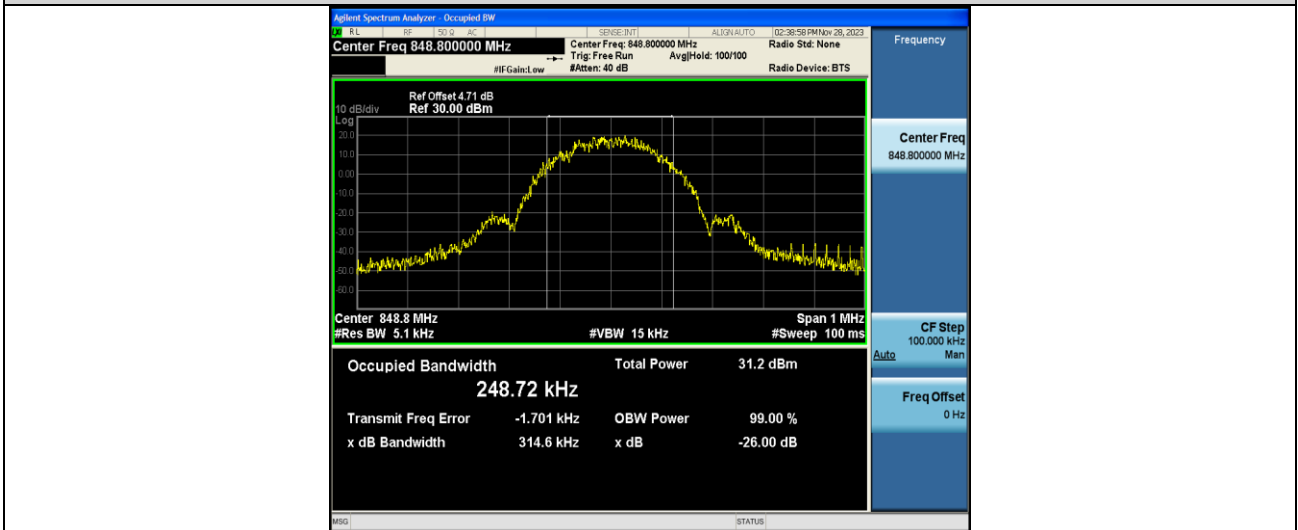 Agilent Spectrum Analyzer - Occupied BW
RL RF 50 Ω AC SENSE:INT ALIGN AUTO 02:38:58 PM Nov 28, 2023
Center Freq 848.800000 MHz
Center Freq: 848.800000 MHz
Radio Std: None
Trig: Free Run Avg|Hold: 100/100
#IFGain:Low #Atten: 40 dB Radio Device: BTS
Ref Offset 4.71 dB
10 dB/div Ref 30.00 dBm
Log
20.0
10.0
0.00
-10.0
-20.0
-30.0
-40.0
-50.0
-60.0
Center 848.8 MHz Span 1 MHz
#Res BW 5.1 kHz #VBW 15 kHz #Sweep 100 ms
Occupied Bandwidth Total Power 31.2 dBm
248.72 kHz
Transmit Freq Error -1.701 kHz OBW Power 99.00 %
x dB Bandwidth 314.6 kHz x dB -26.00 dB
MSG STATUS
Frequency
Center Freq
848.800000 MHz
CF Step
100.000 kHz
Auto Man
Freq Offset
0 Hz